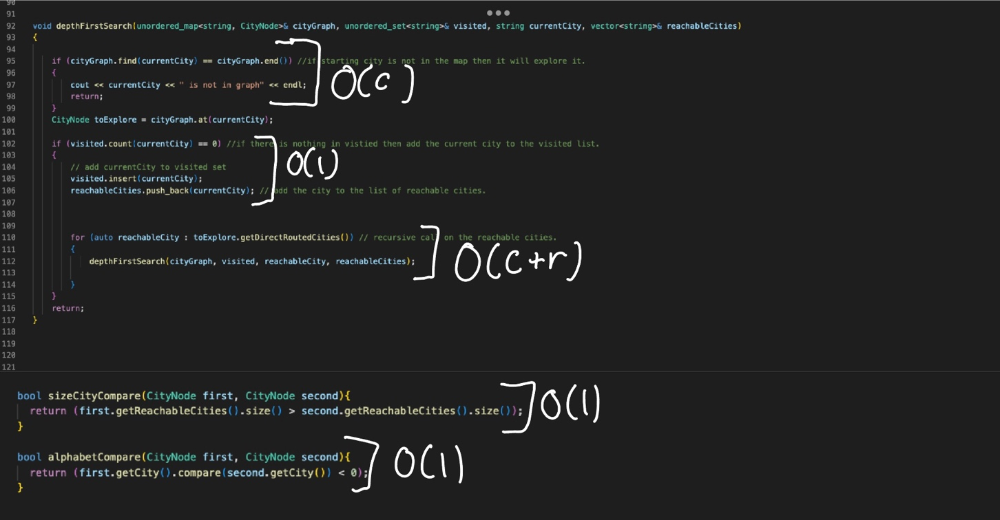 90
91
92 void depthFirstSearch(unordered_map<string, CityNode>& cityGraph, unordered_set<string>& visited, string currentCity, vector<string>& reachableCities)
93 {
94
95 if (cityGraph.find(currentCity) == cityGraph.end()) //if starting city is not in the map then it will explore it.
96 {
97 cout << currentCity << " is not in graph" << endl;
98 return;
99 }
O(c)
100 CityNode toExplore = cityGraph.at(currentCity);
101
102 if (visited.count(currentCity) == 0) //if there is nothing in vistied then add the current city to the visited list.
103 {
104 // add currentCity to visited set
105 visited.insert(currentCity);
106 reachableCities.push_back(currentCity); // add the city to the list of reachable cities.
O(1)
107
108
109
110 for (auto reachableCity : toExplore.getDirectRoutedCities()) // recursive call on the reachable cities.
111 {
112 depthFirstSearch(cityGraph, visited, reachableCity, reachableCities);
O(c+r)
113
114 }
115 }
116 return;
117 }
118
119
120
121
bool sizeCityCompare(CityNode first, CityNode second){
return (first.getReachableCities().size() > second.getReachableCities().size());
}
O(1)
bool alphabetCompare(CityNode first, CityNode second){
return (first.getCity().compare(second.getCity()) < 0);
}
O(1)